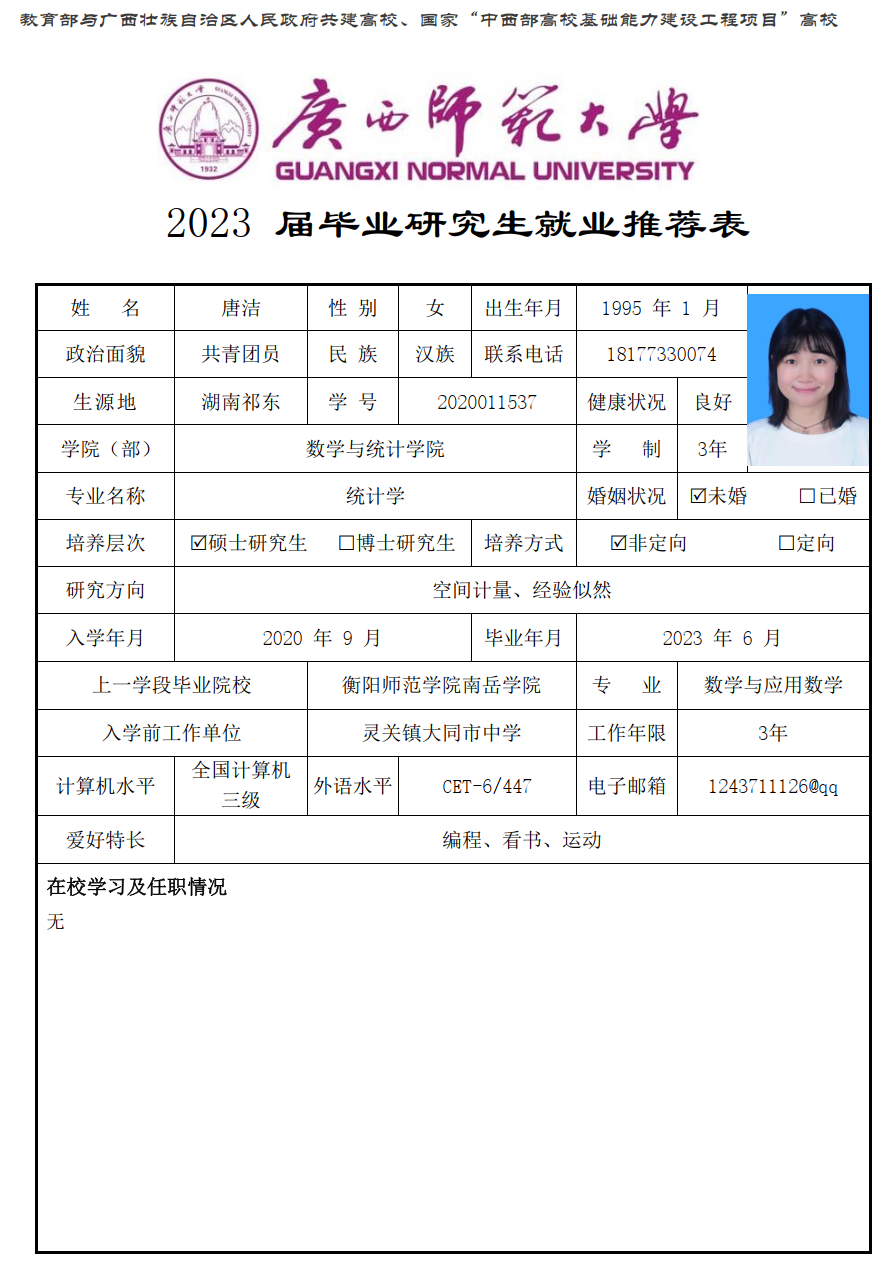 教育部与广西壮族自治区人民政府共建高校、国家“中西部高校基础能力建设工程项目”高校
廣西師範大學
GUANGXI NORMAL UNIVERSITY
1932
2023 届毕业研究生就业推荐表
姓 名 唐洁 性 别 女 出生年月 1995 年 1 月
政治面貌 共青团员 民 族 汉族 联系电话 18177330074
生源地 湖南祁东 学 号 2020011537 健康状况 良好
学院（部） 数学与统计学院 学 制 3年
专业名称 统计学 婚姻状况 ☑未婚 ☐已婚
培养层次 ☑硕士研究生 ☐博士研究生 培养方式 ☑非定向 ☐定向
研究方向 空间计量、经验似然
入学年月 2020 年 9 月 毕业年月 2023 年 6 月
上一学段毕业院校 衡阳师范学院南岳学院 专 业 数学与应用数学
入学前工作单位 灵关镇大同市中学 工作年限 3年
计算机水平 全国计算机三级 外语水平 CET-6/447 电子邮箱 1243711126@qq
爱好特长 编程、看书、运动
在校学习及任职情况
无